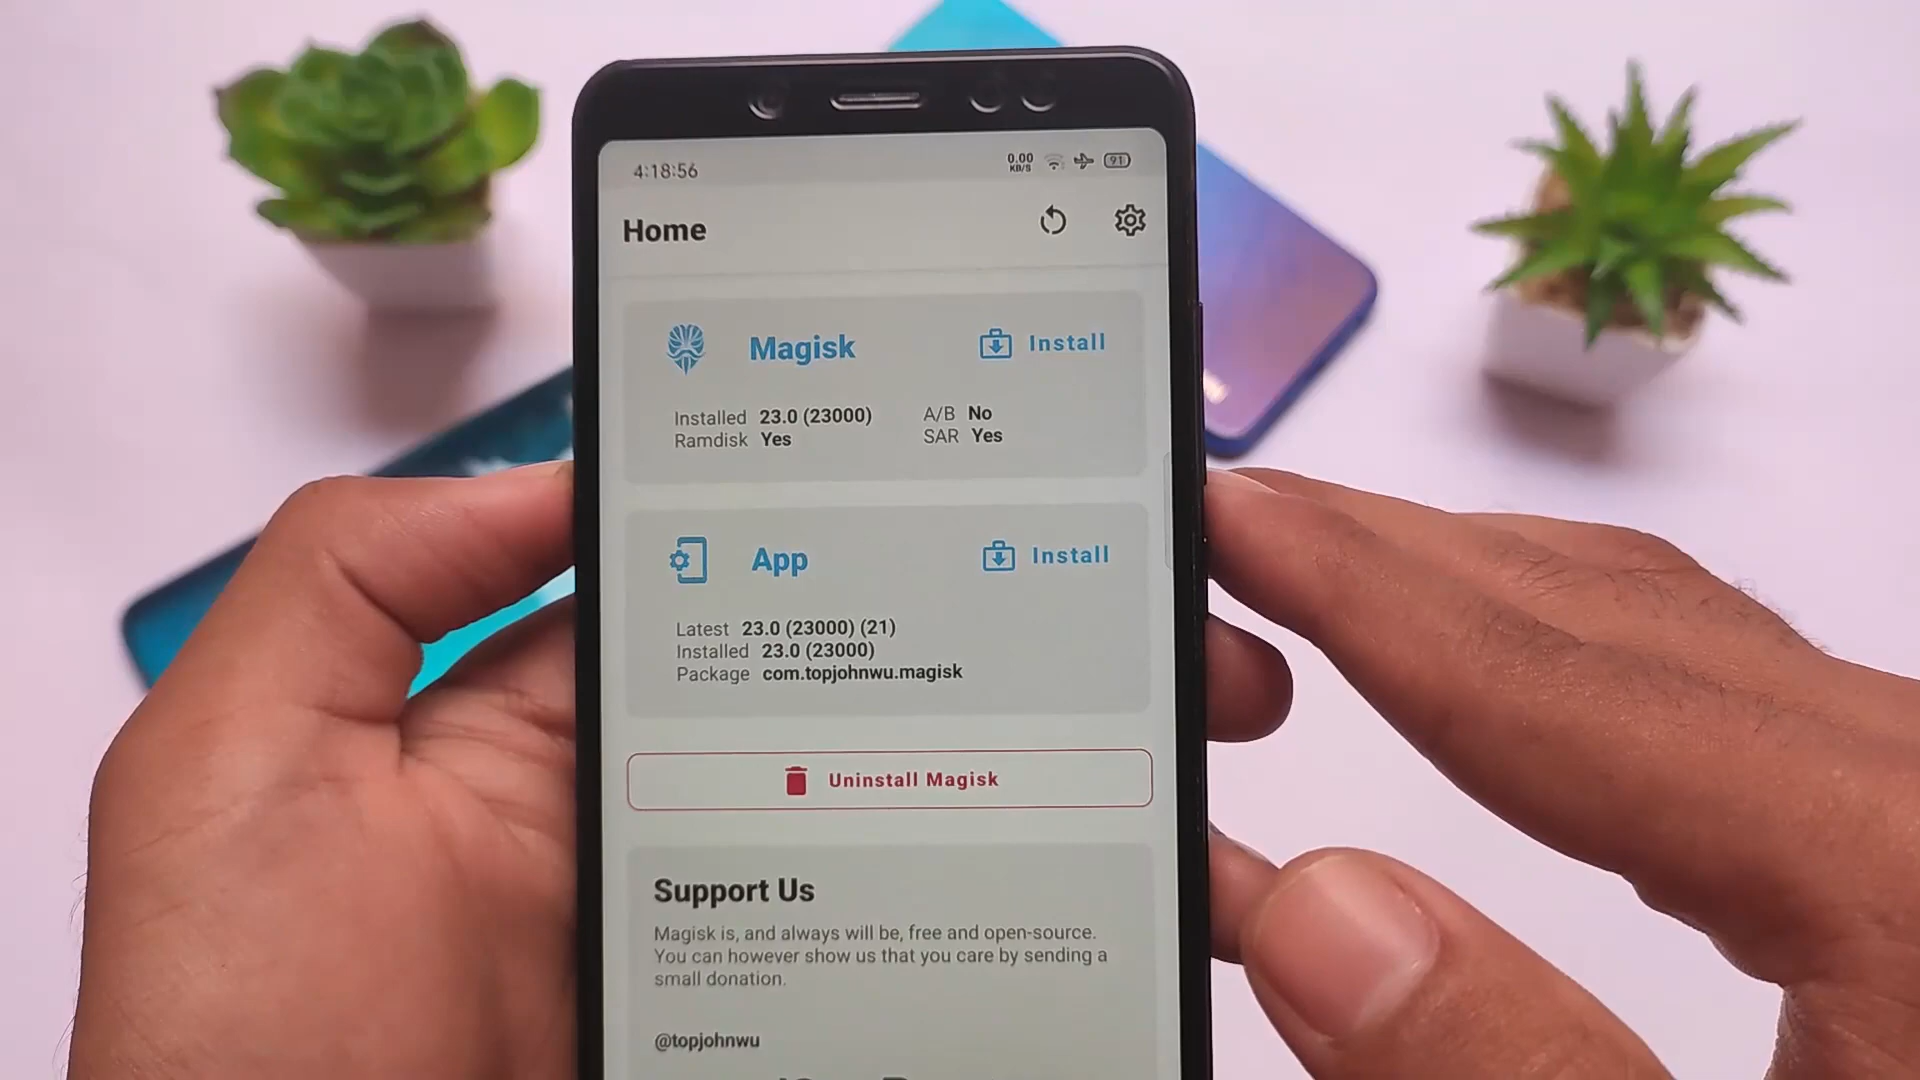 4:18:56
0.00
KB/S
91
Home
Magisk
Install
Installed 23.0 (23000)
A/B No
Ramdisk Yes
SAR Yes
App
Install
Latest 23.0 (23000) (21)
Installed 23.0 (23000)
Package com.topjohnwu.magisk
Uninstall Magisk
Support Us
Magisk is, and always will be, free and open-source.
You can however show us that you care by sending a
small donation.
@topjohnwu